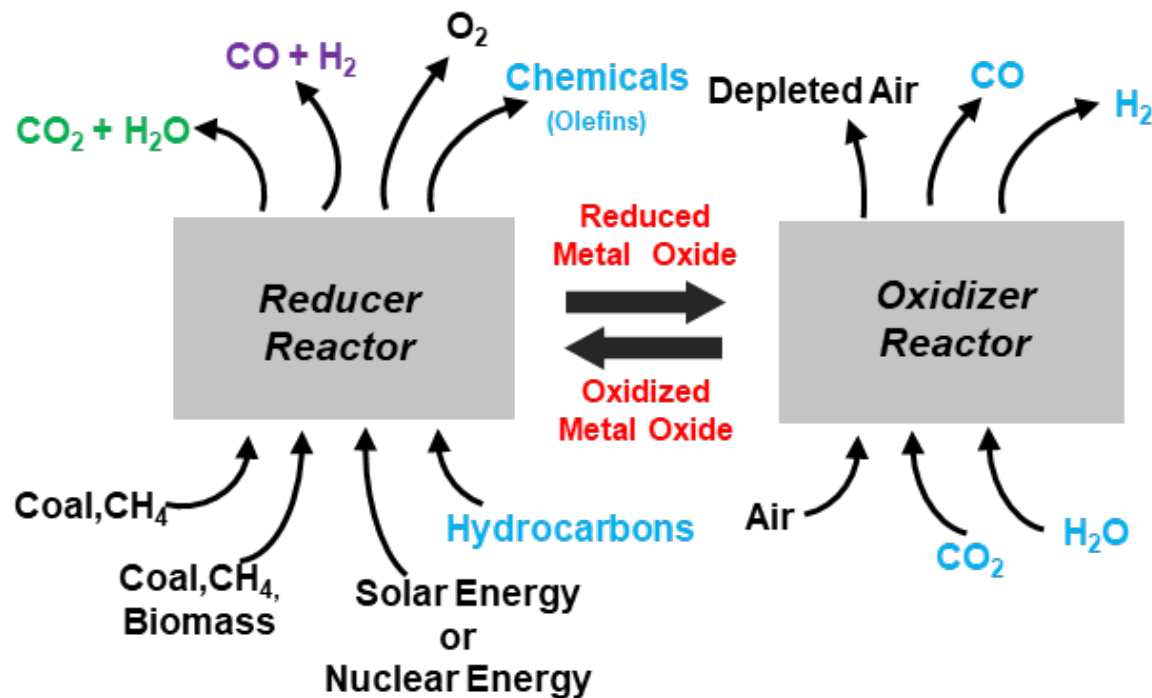 O₂
CO + H₂
Chemicals
(Olefins)
CO₂ + H₂O
Depleted Air
CO
H₂
Reducer
Reactor
Reduced
Metal Oxide
Oxidized
Metal Oxide
Oxidizer
Reactor
Coal,CH₄
Coal,CH₄,
Biomass
Solar Energy
or
Nuclear Energy
Hydrocarbons
Air
CO₂
H₂O